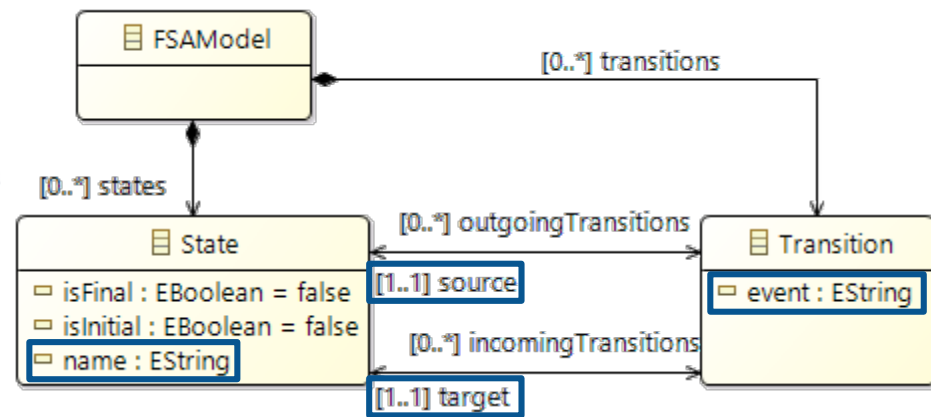 FSAModel
[0..*] transitions
[0..*] states
State
isFinal : EBoolean = false
isInitial : EBoolean = false
name : EString
[0..*] outgoingTransitions
[1..1] source
[0..*] incomingTransitions
[1..1] target
Transition
event : EString